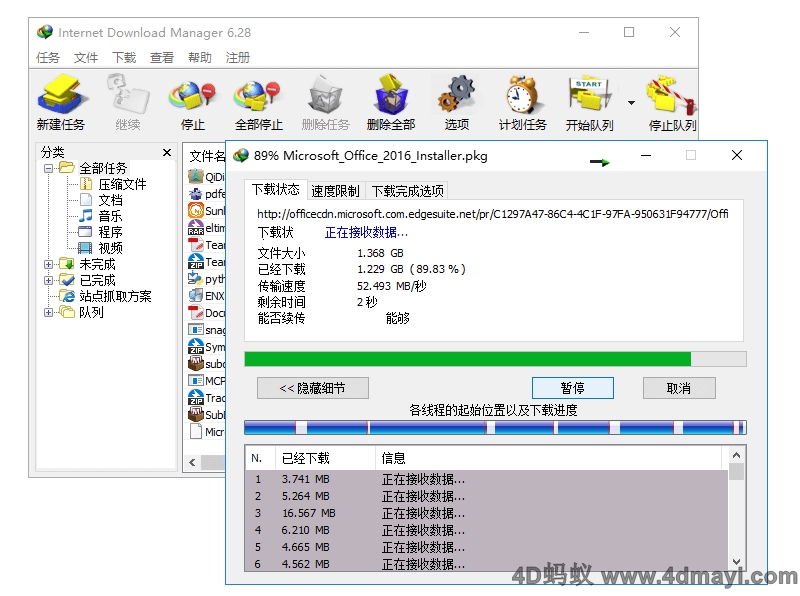 Internet Download Manager 6.28
任务 文件 下载 查看 帮助 注册
新建任务 继续 停止 全部停止 删除任务 删除全部 选项 计划任务 开始队列 停止队列
START
分类
全部任务
压缩文件
文档
音乐
程序
视频
未完成
已完成
站点抓取方案
队列
文件名
QiDi
pdfe
Sunl
eltim
Tear
Tear
pyth
ENX
Docu
snag
Sym
subc
MCP
Trac
Subl
Micr
89% Microsoft_Office_2016_Installer.pkg
下载状态 速度限制 下载完成选项
http://officecdn.microsoft.com.edgesuite.net/pr/C1297A47-86C4-4C1F-97FA-950631F94777/Offi
下载状 正在接收数据...
文件大小 1.368 GB
已经下载 1.229 GB ( 89.83 % )
传输速度 52.493 MB/秒
剩余时间 2 秒
能否续传 能够
<< 隐藏细节 暂停 取消
各线程的起始位置以及下载进度
N. 已经下载 信息
1 3.741 MB 正在接收数据...
2 5.264 MB 正在接收数据...
3 16.567 MB 正在接收数据...
4 6.210 MB 正在接收数据...
5 4.665 MB 正在接收数据...
6 4.562 MB 正在接收数据...
4D蚂蚁 www.4dmayi.com